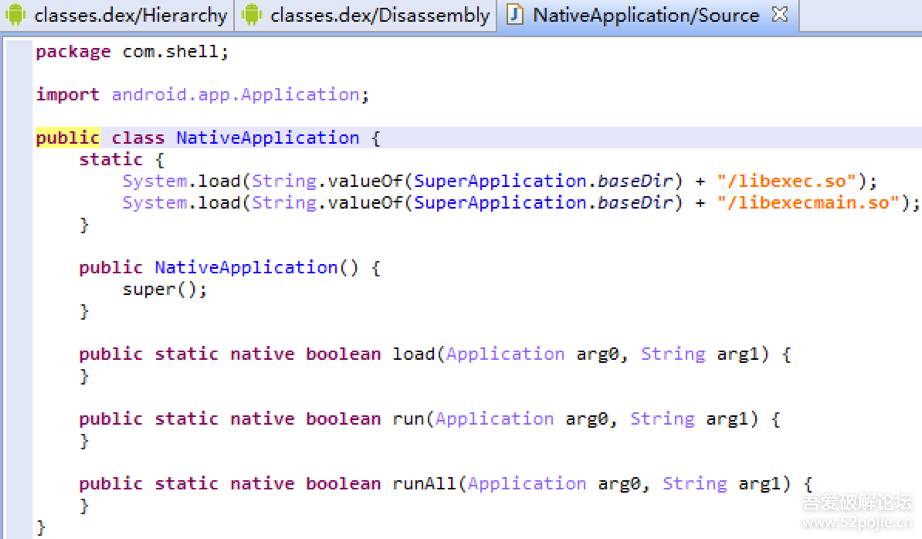 classes.dex/Hierarchy classes.dex/Disassembly NativeApplication/Source
package com.shell;
import android.app.Application;
public class NativeApplication {
static {
System.load(String.valueOf(SuperApplication.baseDir) + "/libexec.so");
System.load(String.valueOf(SuperApplication.baseDir) + "/libexecmain.so");
}
public NativeApplication() {
super();
}
public static native boolean load(Application arg0, String arg1) {
}
public static native boolean run(Application arg0, String arg1) {
}
public static native boolean runAll(Application arg0, String arg1) {
}
}
吾爱破解论坛
www.52pojie.cn